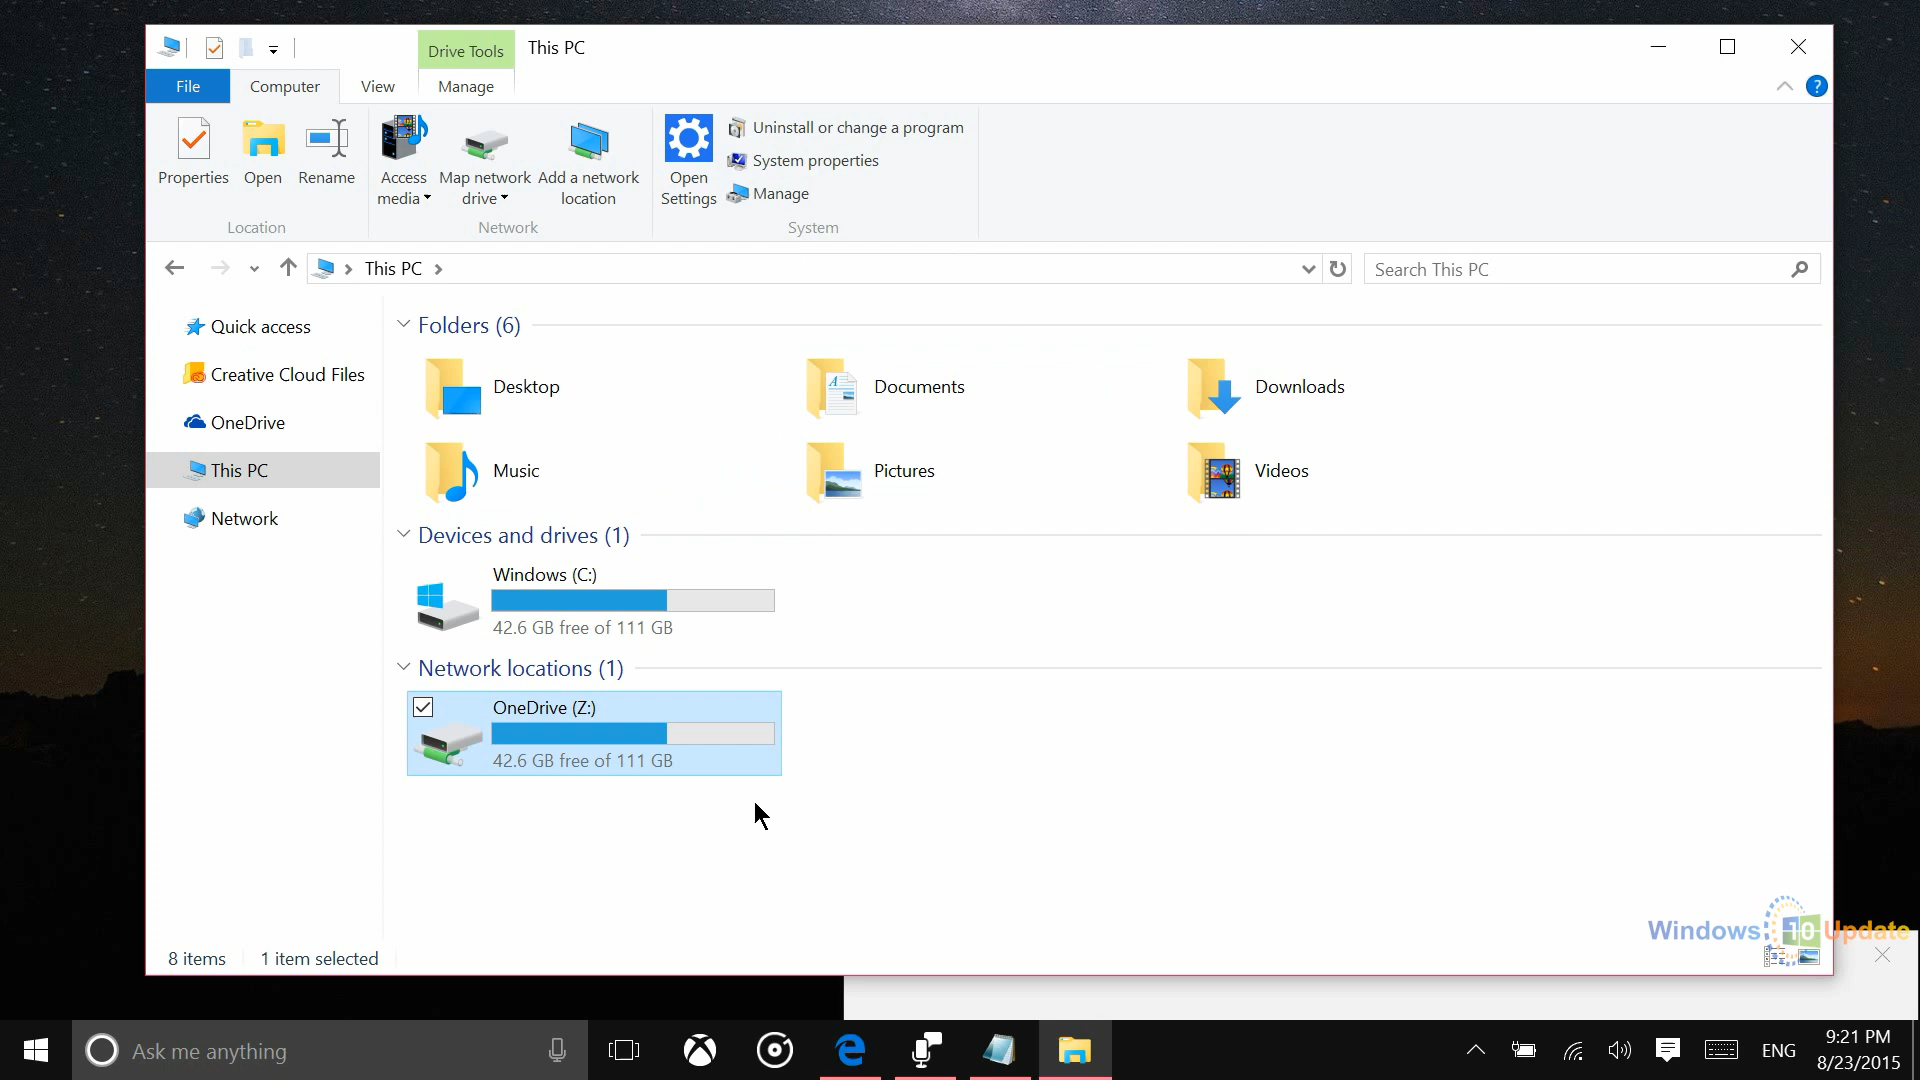 Drive Tools
This PC
File
Computer
View
Manage
?
Properties
Open
Rename
Access
media
Map network
drive
Add a network
location
Open
Settings
Uninstall or change a program
System properties
Manage
Location
Network
System
This PC
Search This PC
Quick access
Creative Cloud Files
OneDrive
This PC
Network
Folders (6)
Desktop
Documents
Downloads
Music
Pictures
Videos
Devices and drives (1)
Windows (C:)
42.6 GB free of 111 GB
Network locations (1)
OneDrive (Z:)
42.6 GB free of 111 GB
Windows 10 Update
8 items
1 item selected
Ask me anything
ENG
9:21 PM
8/23/2015